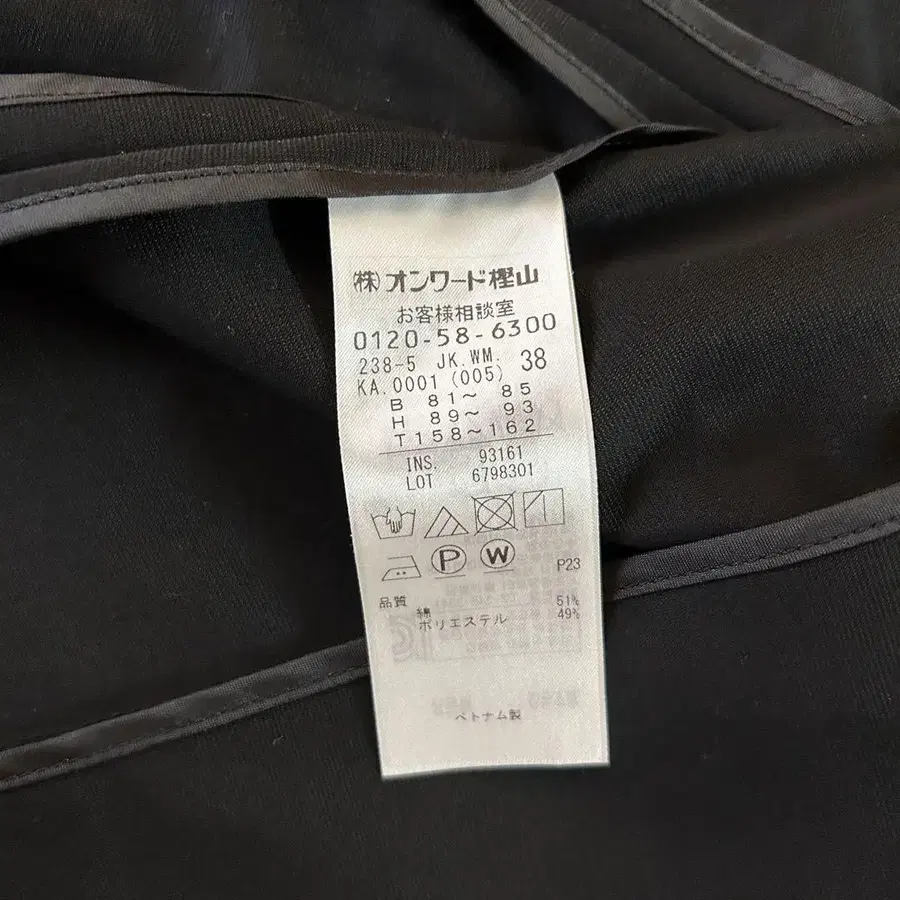 ㈱オンワード樫山
お客様相談室
0120-58-6300
238-5 JK.WM. 38
KA.0001 (005)
B 81～ 85
H 89～ 93
T158～162
INS. 93161
LOT 6798301
P W P23
品質
綿 51%
ポリエステル 49%
ベトナム製